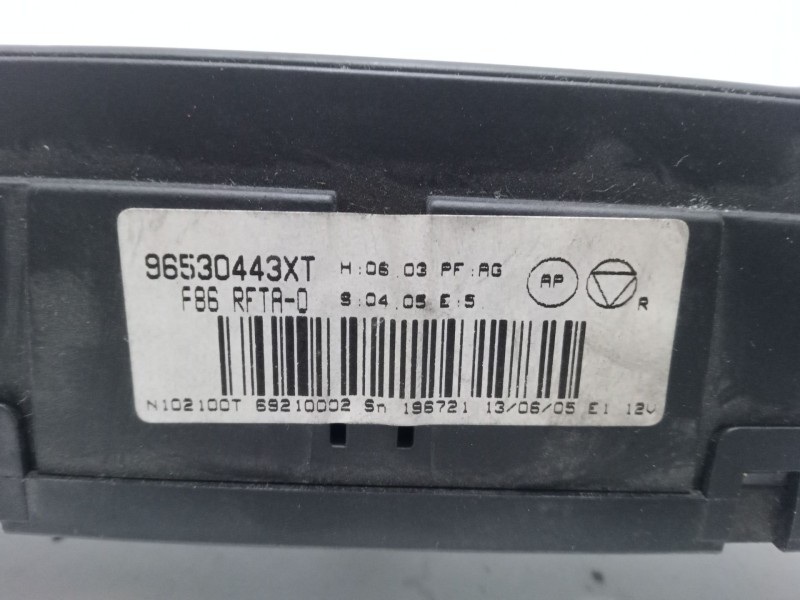 96530443XT H:06.03 PF:AG AP
F86 RFTA-0 S:04.05 E:5. R
N102100T 69210002 Sn 196721 13/06/05 E1 12v